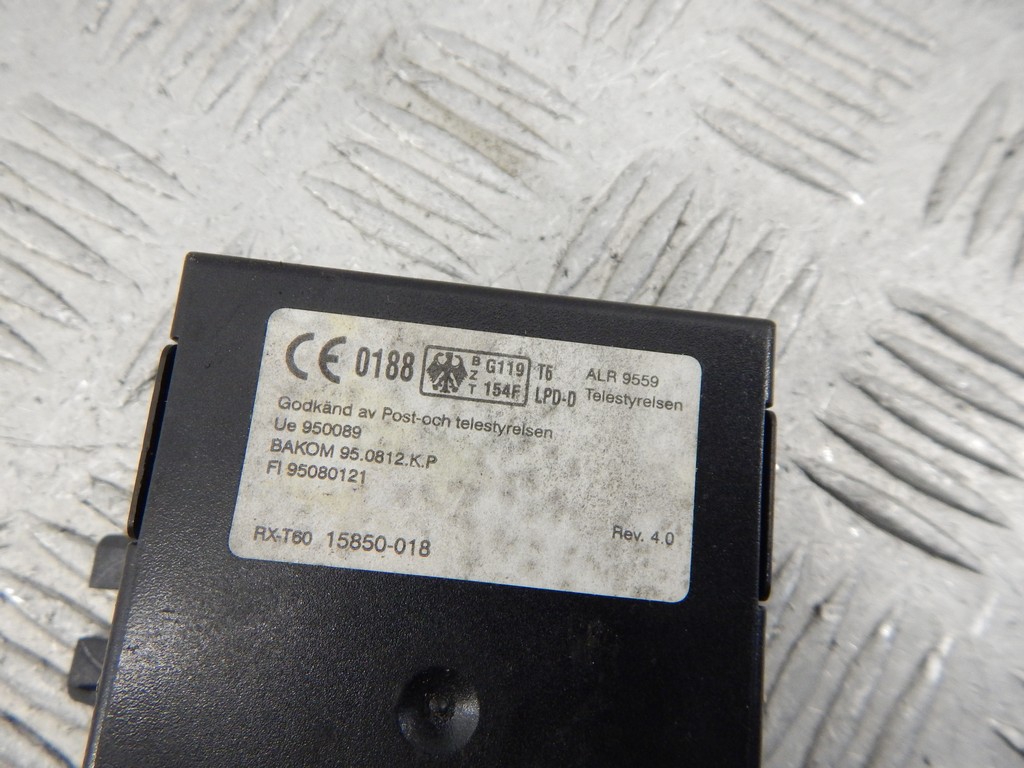 CE 0188 BZT G119 154F T6 LPD-D ALR 9559
Telestyrelsen
Godkänd av Post-och telestyrelsen
Ue 950089
BAKOM 95.0812.K.P
FI 95080121
RX-T60 15850-018 Rev. 4.0